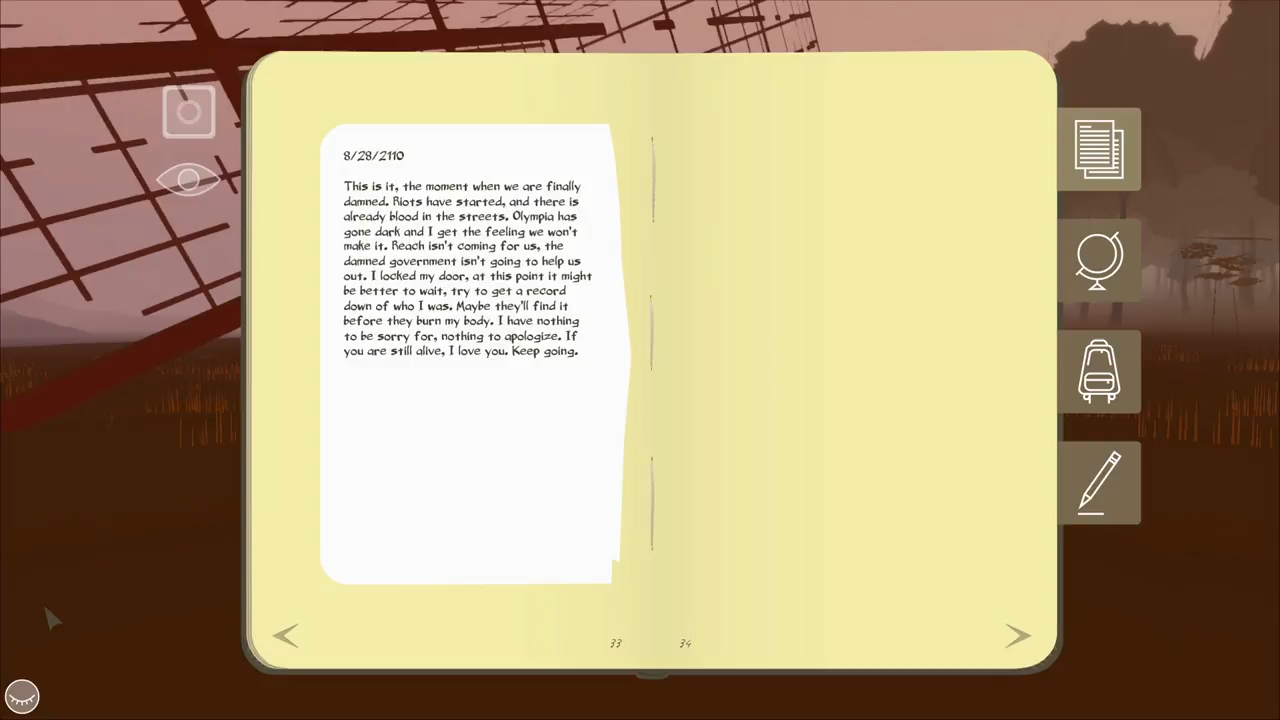 8/28/2110
This is it, the moment when we are finally
damned. Riots have started, and there is
already blood in the streets. Olympia has
gone dark and I get the feeling we won't
make it. Reach isn't coming for us, the
damned government isn't going to help us
out. I locked my door, at this point it might
be better to wait, try to get a record
down of who I was. Maybe they'll find it
before they burn my body. I have nothing
to be sorry for, nothing to apologize. If
you are still alive, I love you. Keep going.
33
34